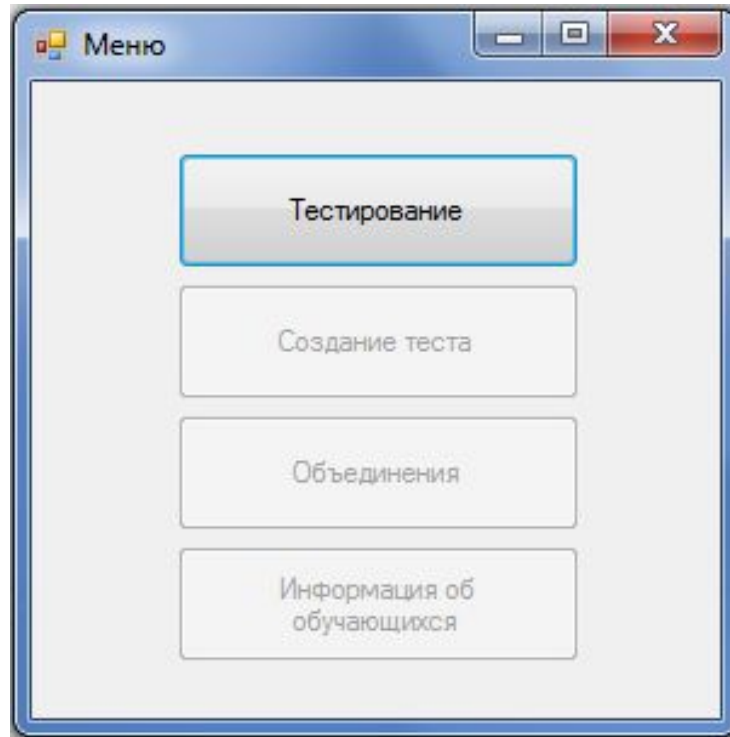 Меню
Тестирование
Создание теста
Объединения
Информация об
обучающихся